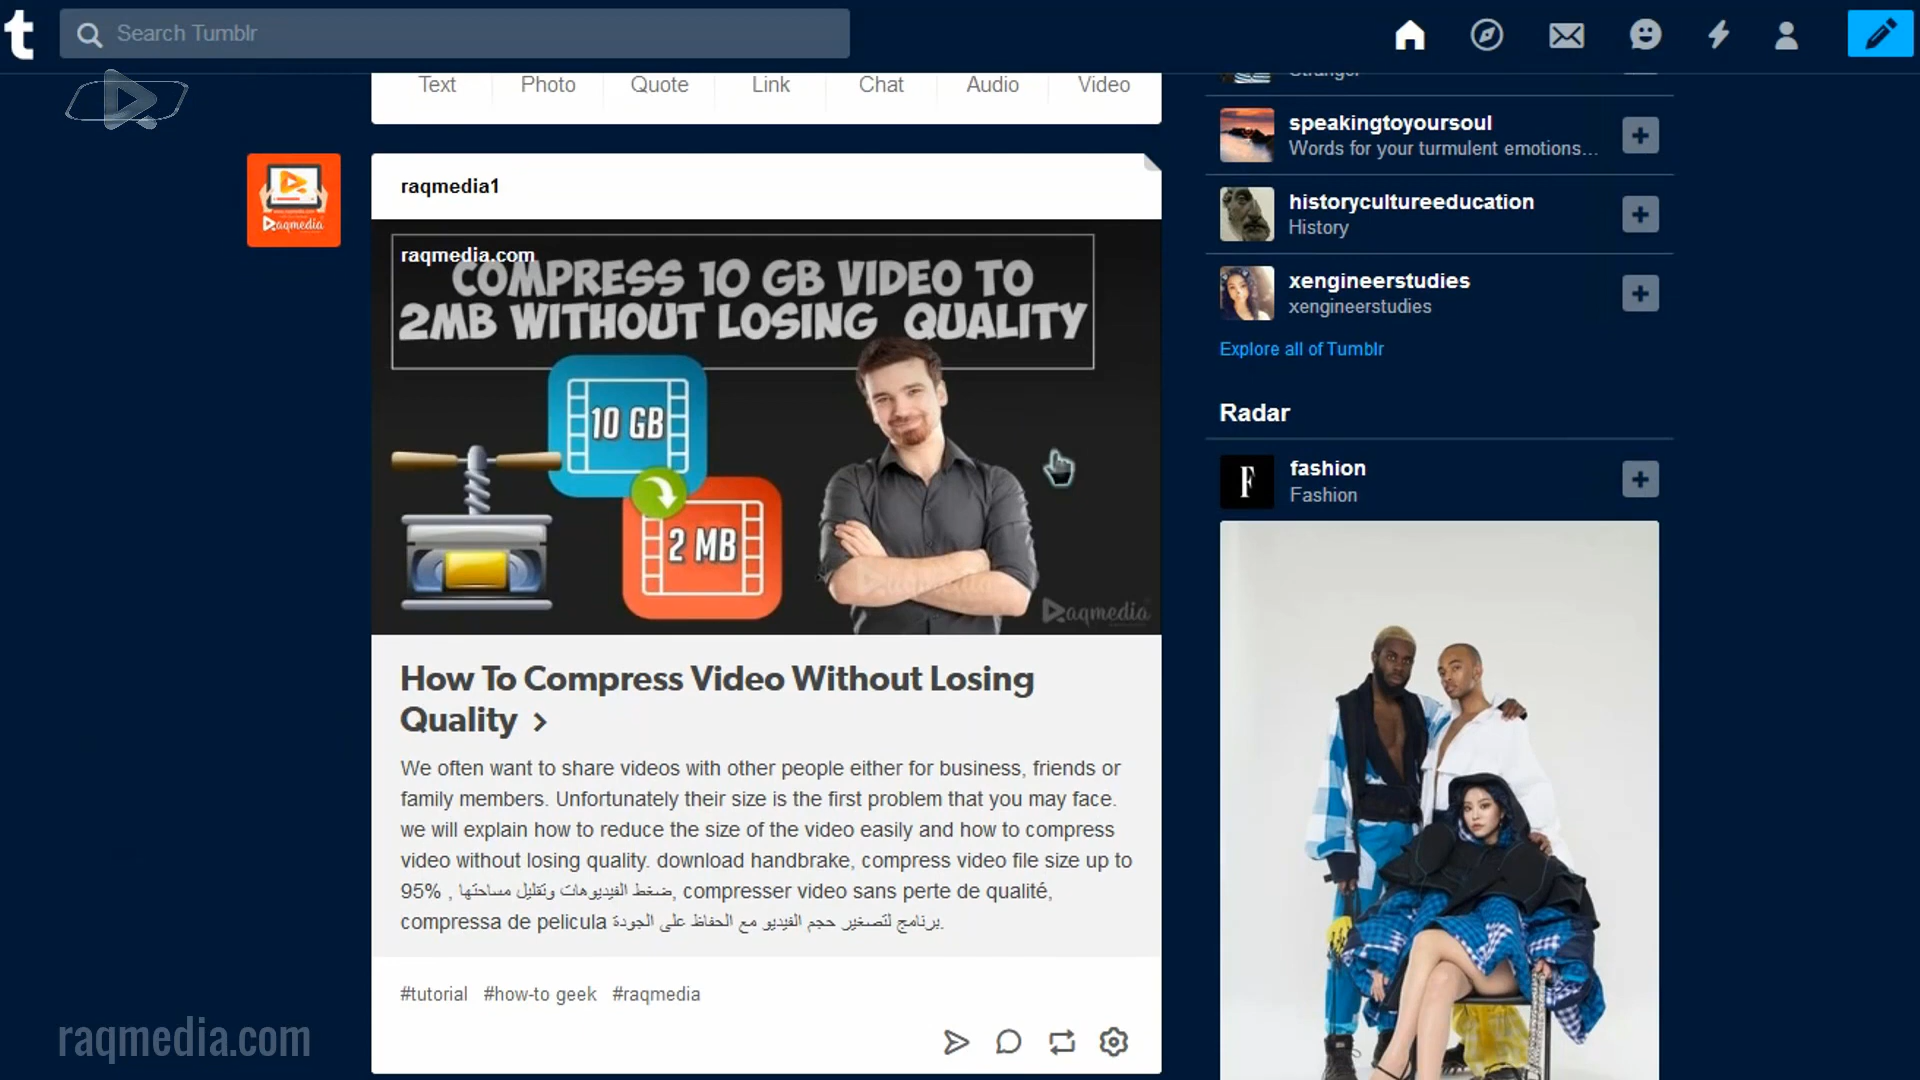 Search Tumblr
Text Photo Quote Link Chat Audio Video
raqmedia1
raqmedia.com
COMPRESS 10 GB VIDEO TO
2MB WITHOUT LOSING QUALITY
10 GB
2 MB
Raqmedia
Raqmedia
How To Compress Video Without Losing
Quality >
We often want to share videos with other people either for business, friends or
family members. Unfortunately their size is the first problem that you may face.
we will explain how to reduce the size of the video easily and how to compress
video without losing quality. download handbrake, compress video file size up to
95% , ضغط الفيديوهات وتقليل مساحتها, compresser video sans perte de qualité,
compressa de pelicula برنامج لتصغير حجم الفيديو مع الحفاظ على الجودة.
#tutorial #how-to geek #raqmedia
Stranger
speakingtoyoursoul
Words for your turmulent emotions...
historycultureeducation
History
xengineerstudies
xengineerstudies
Explore all of Tumblr
Radar
F
fashion
Fashion
raqmedia.com